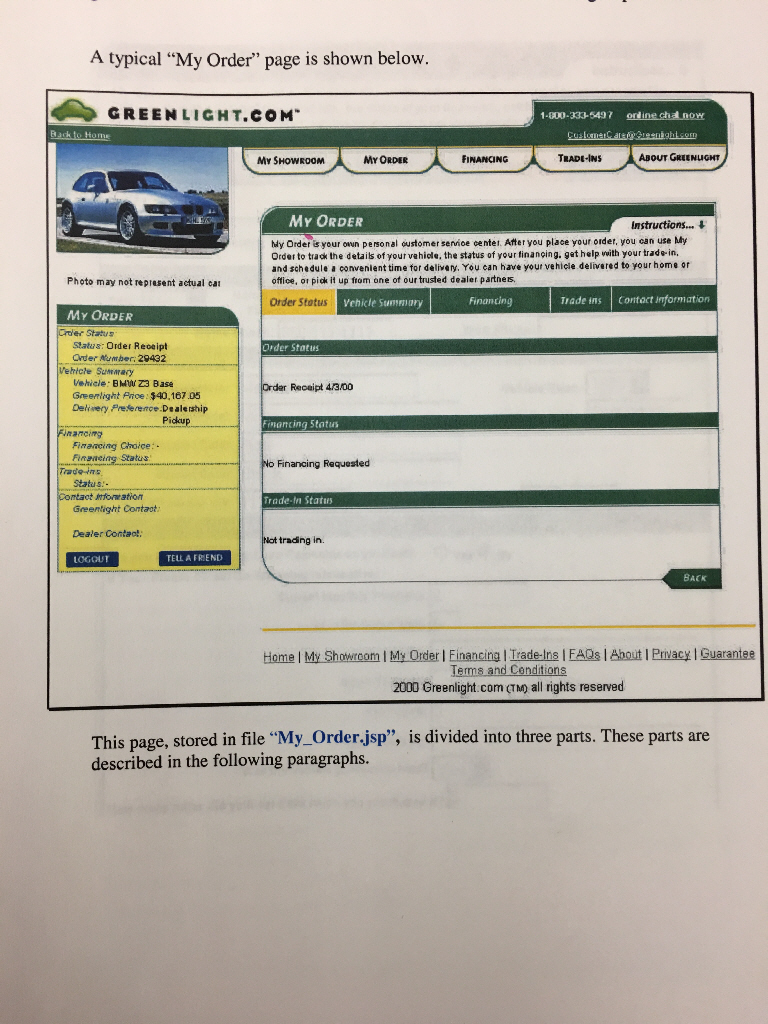 A typical “My Order” page is shown below.
GREENLIGHT.COM™
1-800-333-5497 online chat now
Back to Home
CustomerCare@Greenlight.com
MY SHOWROOM MY ORDER FINANCING TRADE-INS ABOUT GREENLIGHT
MY ORDER
Instructions...
My Order is your own personal customer service center. After you place your order, you can use My
Order to track the details of your vehicle, the status of your financing, get help with your trade-in,
and schedule a convenient time for delivery. You can have your vehicle delivered to your home or
office, or pick it up from one of our trusted dealer partners.
Photo may not represent actual car
Order Status Vehicle Summary Financing Trade ins Contact Information
MY ORDER
Order Status:
Status: Order Receipt
Order Number: 29432
Vehicle Summary
Vehicle: BMW Z3 Base
Greenlight Price: $40,167.05
Delivery Preference: Dealership
Pickup
Financing
Financing Choice: -
Financing Status:
Trade-ins
Status: -
Contact Information
Greenlight Contact:
Dealer Contact:
LOGOUT TELL A FRIEND
Order Status
Order Receipt 4/3/00
Financing Status
No Financing Requested
Trade-In Status
Not trading in.
BACK
Home | My Showroom | My Order | Financing | Trade-Ins | FAQs | About | Privacy | Guarantee
Terms and Conditions
2000 Greenlight.com (TM) all rights reserved
This page, stored in file “My_Order.jsp”, is divided into three parts. These parts are
described in the following paragraphs.